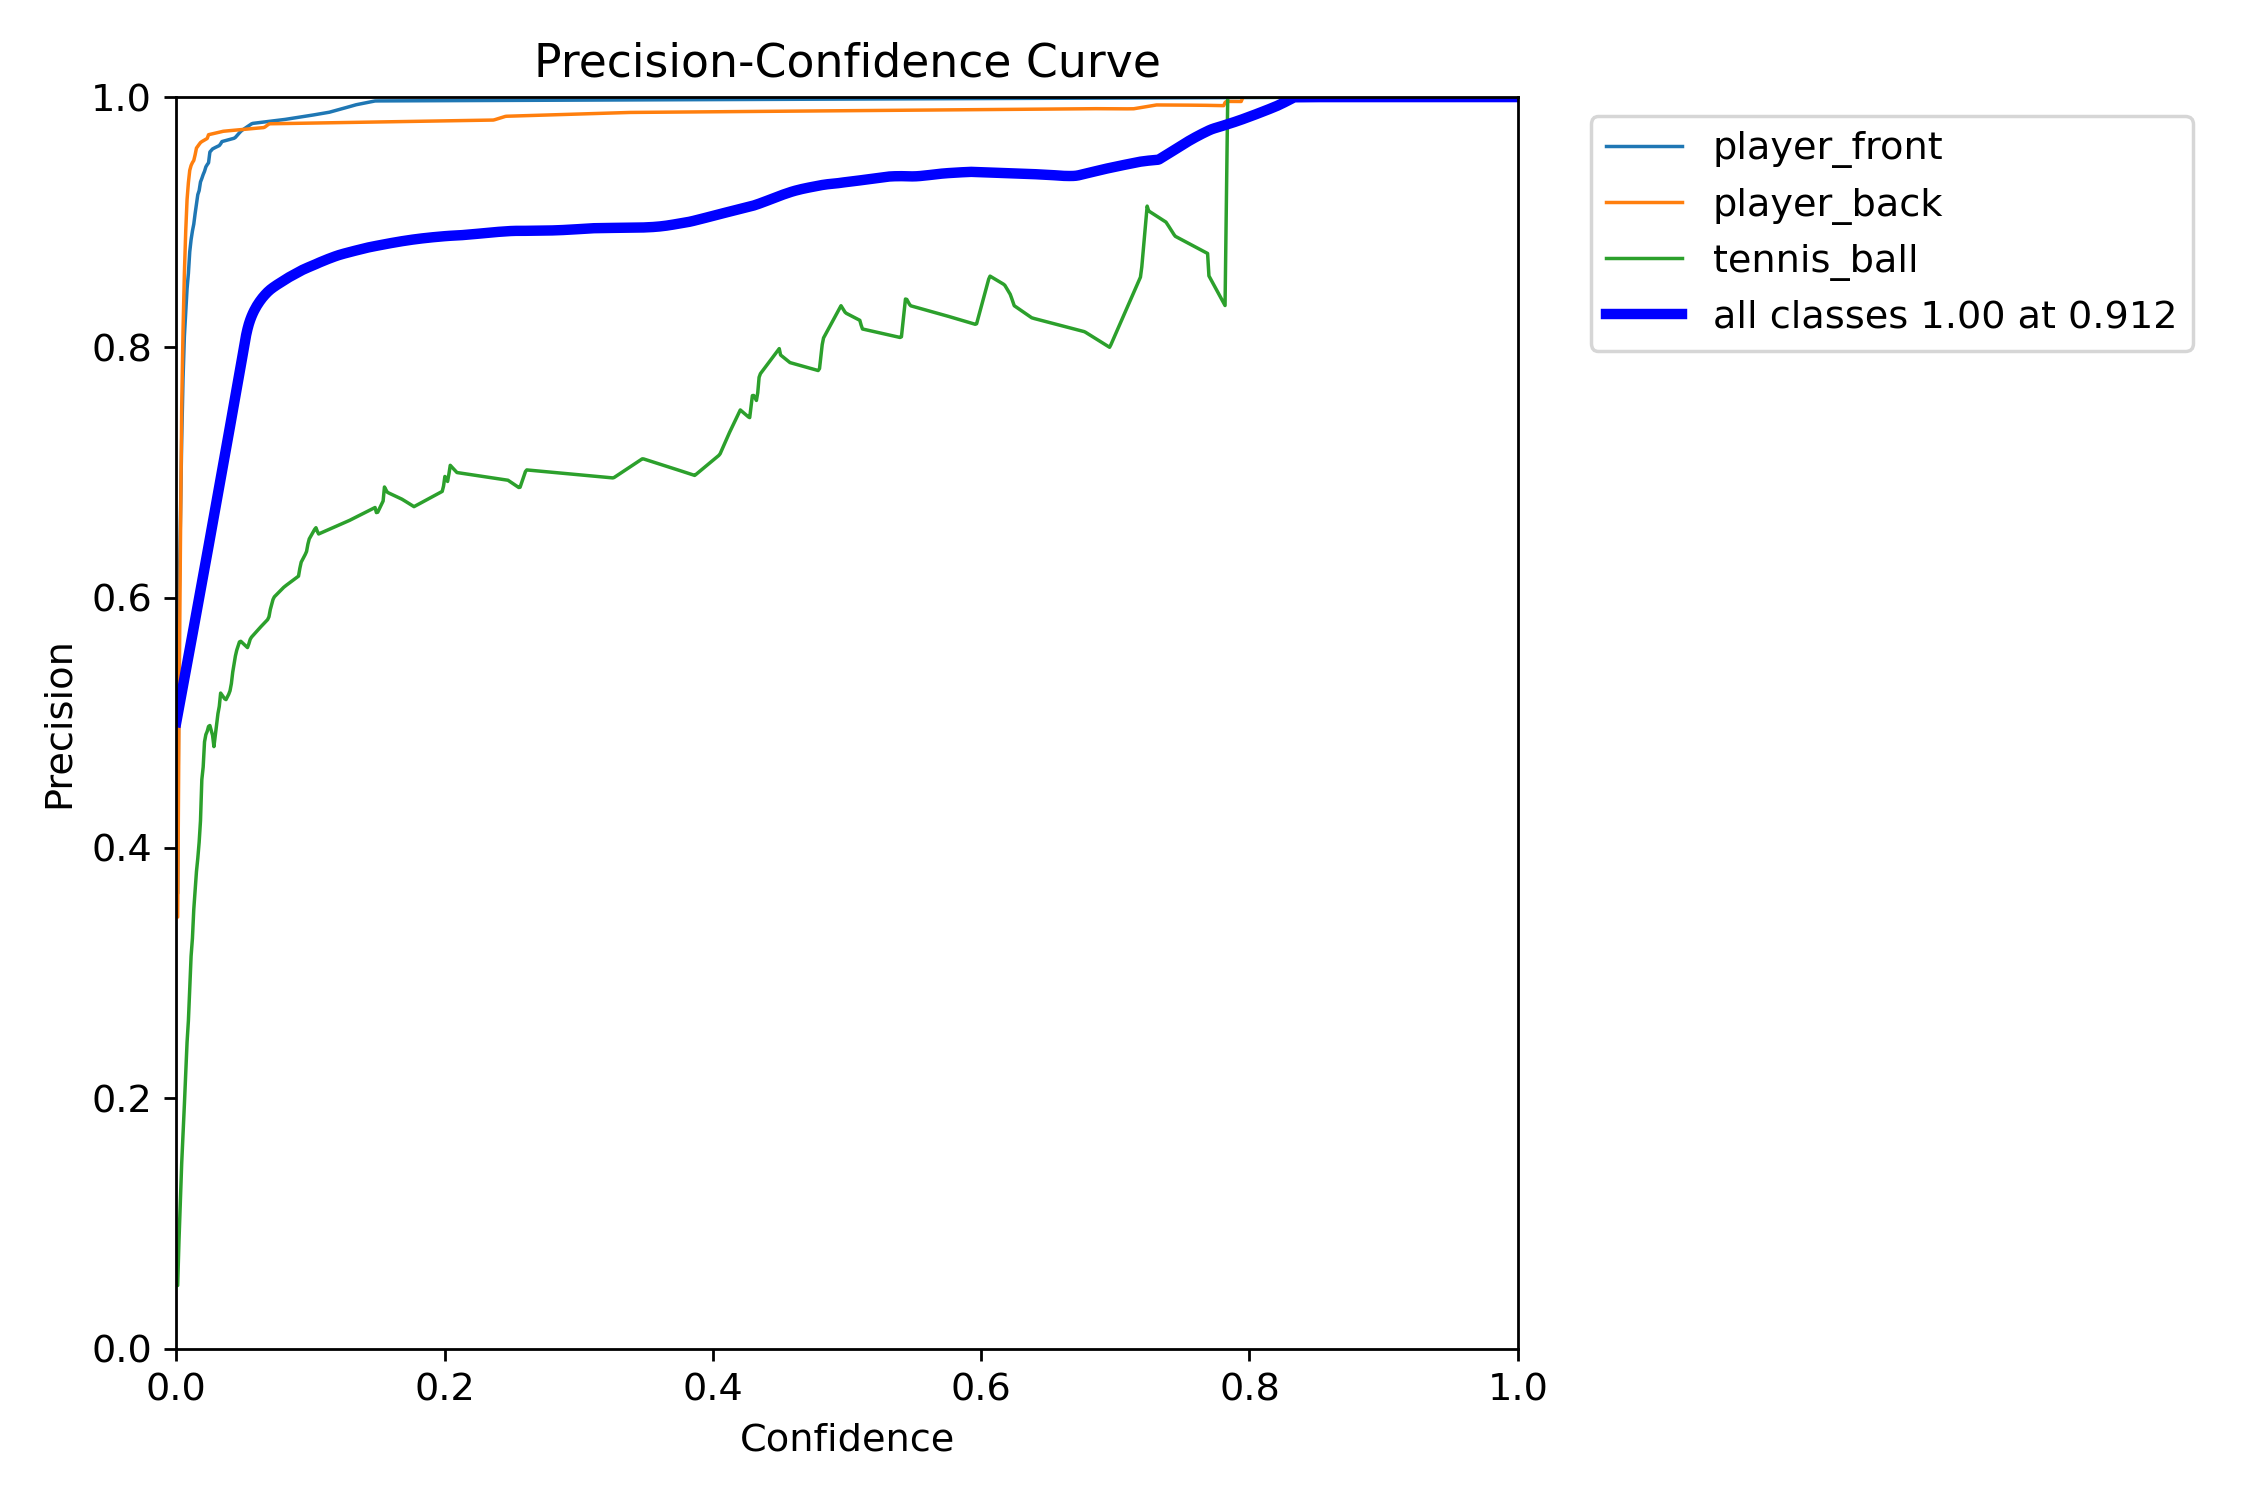 Precision-Confidence Curve
1.0
0.8
0.6
0.4
0.2
0.0
Precision
0.0 0.2 0.4 0.6 0.8 1.0
Confidence
player_front
player_back
tennis_ball
all classes 1.00 at 0.912